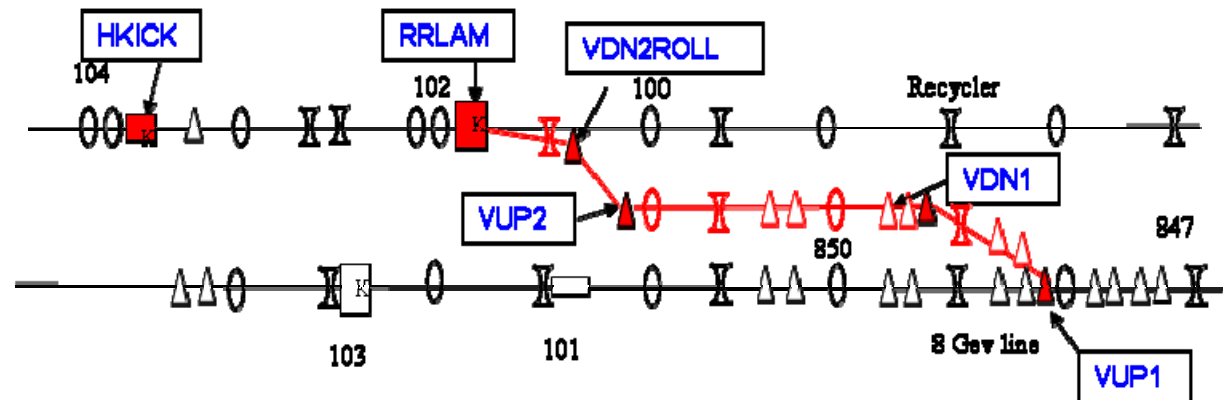 HKICK
RRLAM
VDN2ROLL
104
102
100
Recycler
K
K
VDN1
VUP2
850
847
K
103
101
8 Gev line
VUP1